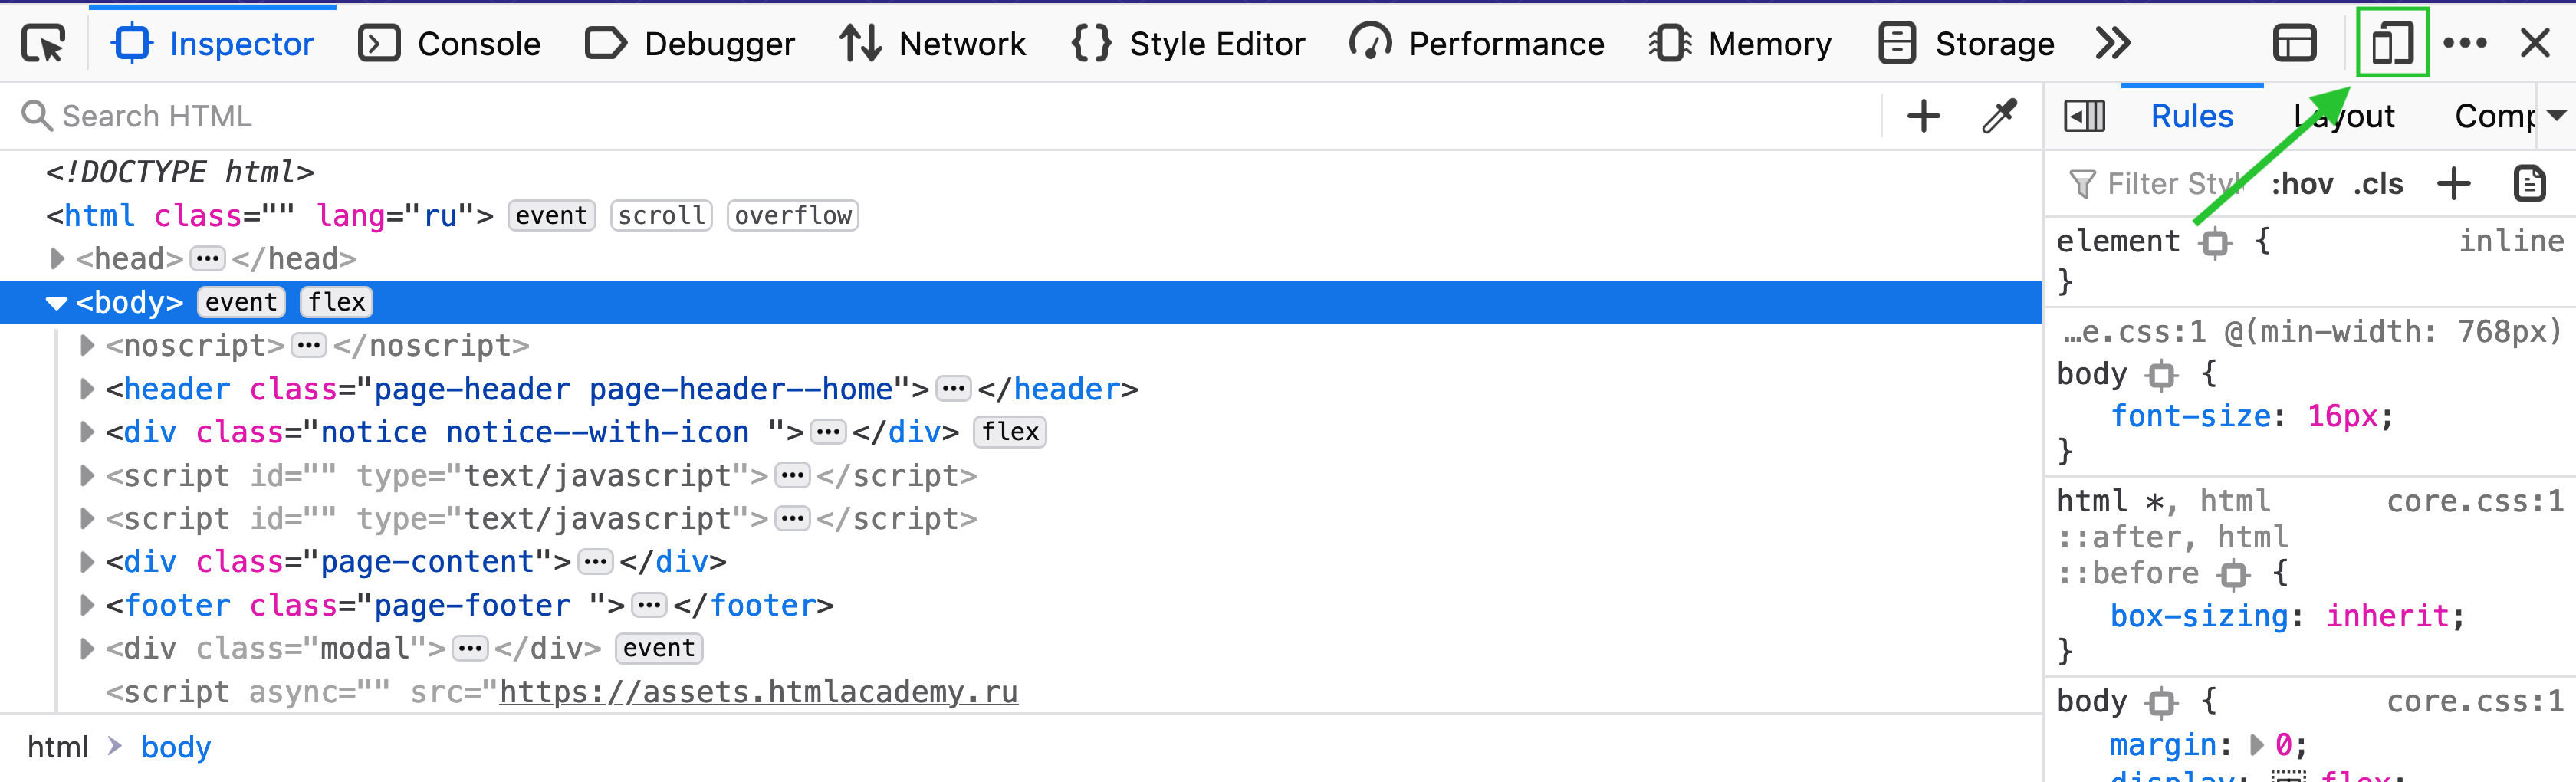 Inspector Console Debugger Network Style Editor Performance Memory Storage
Search HTML
<!DOCTYPE html>
<html class="" lang="ru"> event scroll overflow
<head> ··· </head>
<body> event flex
<noscript> ··· </noscript>
<header class="page-header page-header--home"> ··· </header>
<div class="notice notice--with-icon "> ··· </div> flex
<script id="" type="text/javascript"> ··· </script>
<script id="" type="text/javascript"> ··· </script>
<div class="page-content"> ··· </div>
<footer class="page-footer "> ··· </footer>
<div class="modal"> ··· </div> event
<script async="" src="https://assets.htmlacademy.ru
html > body
Rules Layout
Filter :hov .cls
element { inline
}
…e.css:1 @(min-width: 768px)
body {
font-size: 16px;
}
html *, html core.css:1
::after, html
::before {
box-sizing: inherit;
}
body { core.css:1
margin: 0;
display: flex;